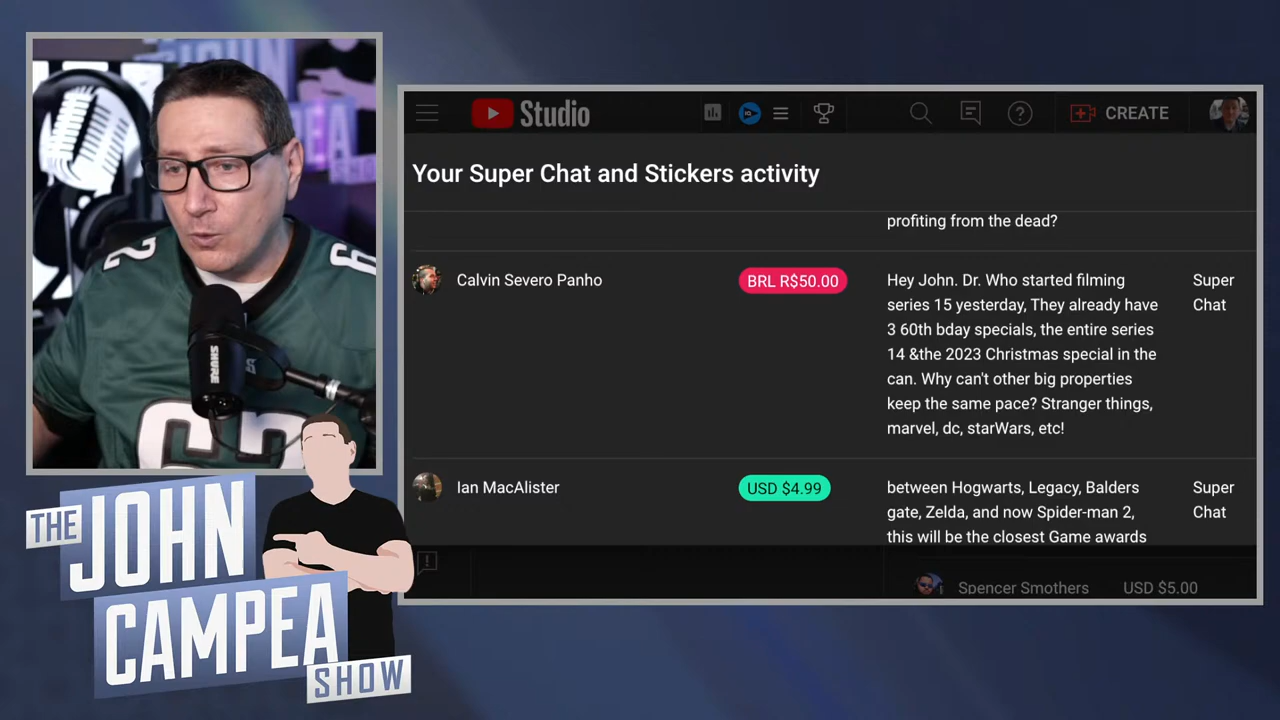 Studio
CREATE
Your Super Chat and Stickers activity
profiting from the dead?
Calvin Severo Panho
BRL R$50.00
Hey John. Dr. Who started filming
series 15 yesterday, They already have
3 60th bday specials, the entire series
14 &the 2023 Christmas special in the
can. Why can't other big properties
keep the same pace? Stranger things,
marvel, dc, starWars, etc!
Super
Chat
Ian MacAlister
USD $4.99
between Hogwarts, Legacy, Balders
gate, Zelda, and now Spider-man 2,
this will be the closest Game awards
Super
Chat
Spencer Smothers
USD $5.00
SHURE
THE
JOHN
CAMPEA
SHOW